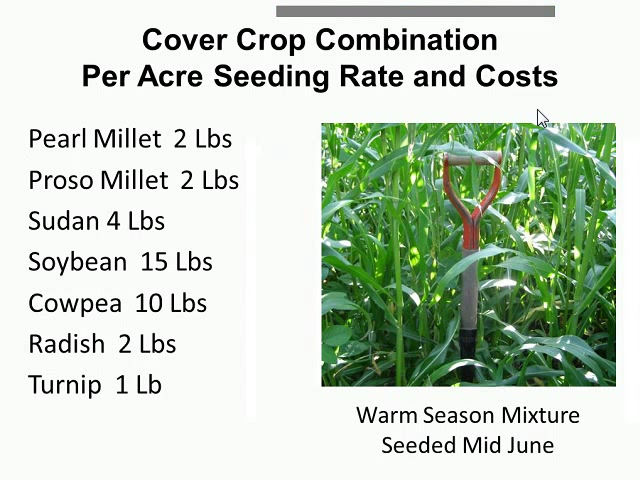 Cover Crop Combination
Per Acre Seeding Rate and Costs
Pearl Millet 2 Lbs
Proso Millet 2 Lbs
Sudan 4 Lbs
Soybean 15 Lbs
Cowpea 10 Lbs
Radish 2 Lbs
Turnip 1 Lb
Warm Season Mixture
Seeded Mid June